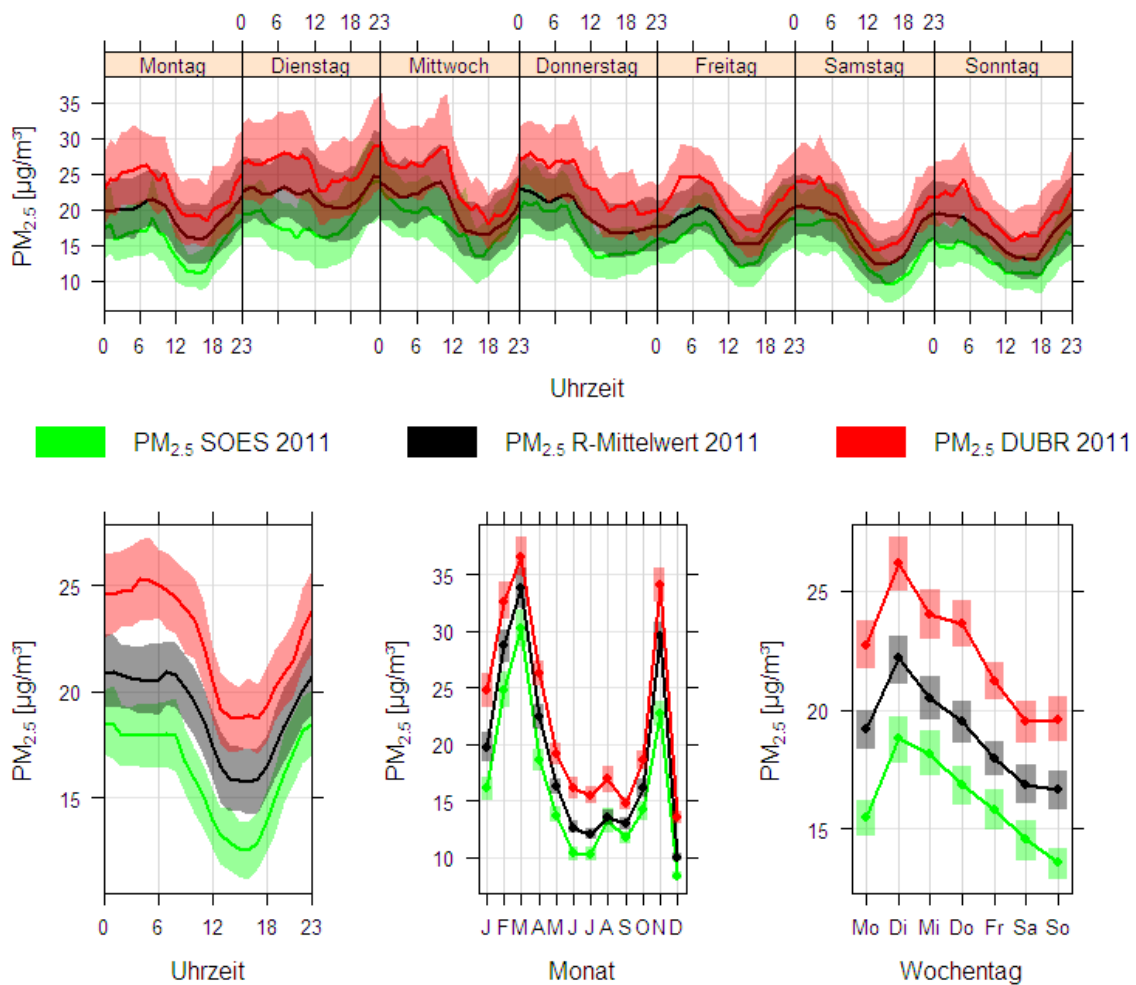 0 6 12 18 23 0 6 12 18 23 0 6 12 18 23
Montag Dienstag Mittwoch Donnerstag Freitag Samstag Sonntag
35
30
25
20
15
10
PM2.5 [µg/m³]
0 6 12 18 23 0 6 12 18 23 0 6 12 18 23 0 6 12 18 23
Uhrzeit
PM2.5 SOES 2011 PM2.5 R-Mittelwert 2011 PM2.5 DUBR 2011
25
20
15
PM2.5 [µg/m³]
0 6 12 18 23
Uhrzeit
35
30
25
20
15
10
PM2.5 [µg/m³]
J F M A M J J A S O N D
Monat
25
20
15
PM2.5 [µg/m³]
Mo Di Mi Do Fr Sa So
Wochentag